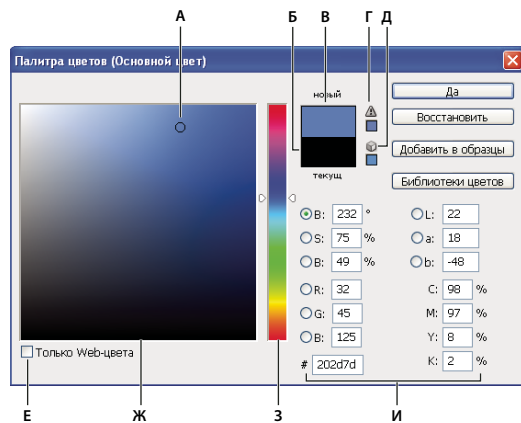 А
Б
В
Г
Д
Палитра цветов (Основной цвет)
новый
текущ
Да
Восстановить
Добавить в образцы
Библиотеки цветов
B: 232 °
S: 75 %
B: 49 %
R: 32
G: 45
B: 125
# 202d7d
L: 22
a: 18
b: -48
C: 98 %
M: 97 %
Y: 8 %
K: 2 %
Только Web-цвета
Е
Ж
З
И